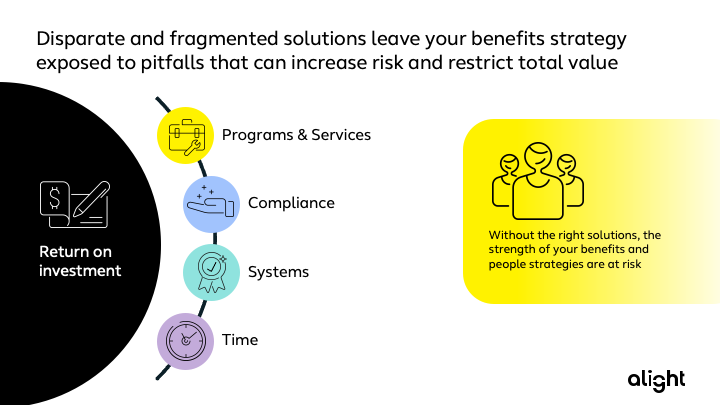 Disparate and fragmented solutions leave your benefits strategy
exposed to pitfalls that can increase risk and restrict total value
Programs & Services
Compliance
Return on
investment
Systems
Time
Without the right solutions, the
strength of your benefits and
people strategies are at risk
alight